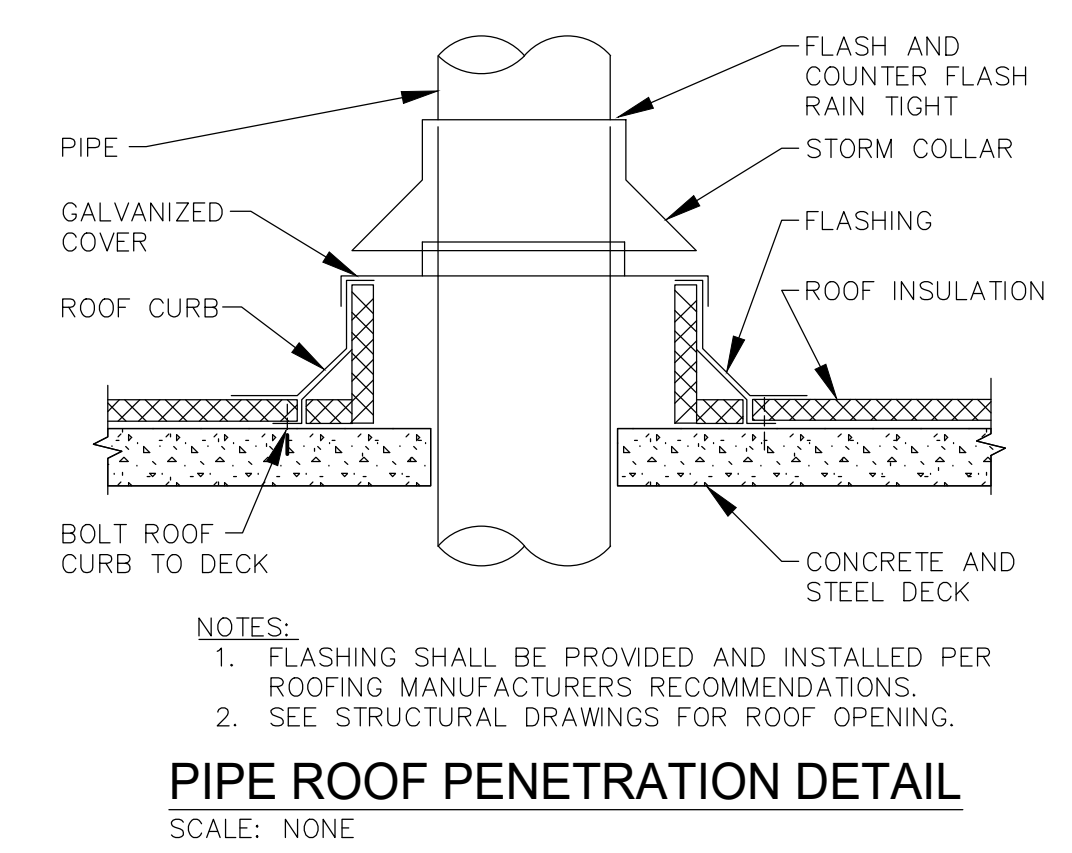 FLASH AND
COUNTER FLASH
RAIN TIGHT
PIPE
STORM COLLAR
GALVANIZED
COVER
FLASHING
ROOF CURB
ROOF INSULATION
BOLT ROOF
CURB TO DECK
CONCRETE AND
STEEL DECK
NOTES:
1. FLASHING SHALL BE PROVIDED AND INSTALLED PER
ROOFING MANUFACTURERS RECOMMENDATIONS.
2. SEE STRUCTURAL DRAWINGS FOR ROOF OPENING.
PIPE ROOF PENETRATION DETAIL
SCALE: NONE